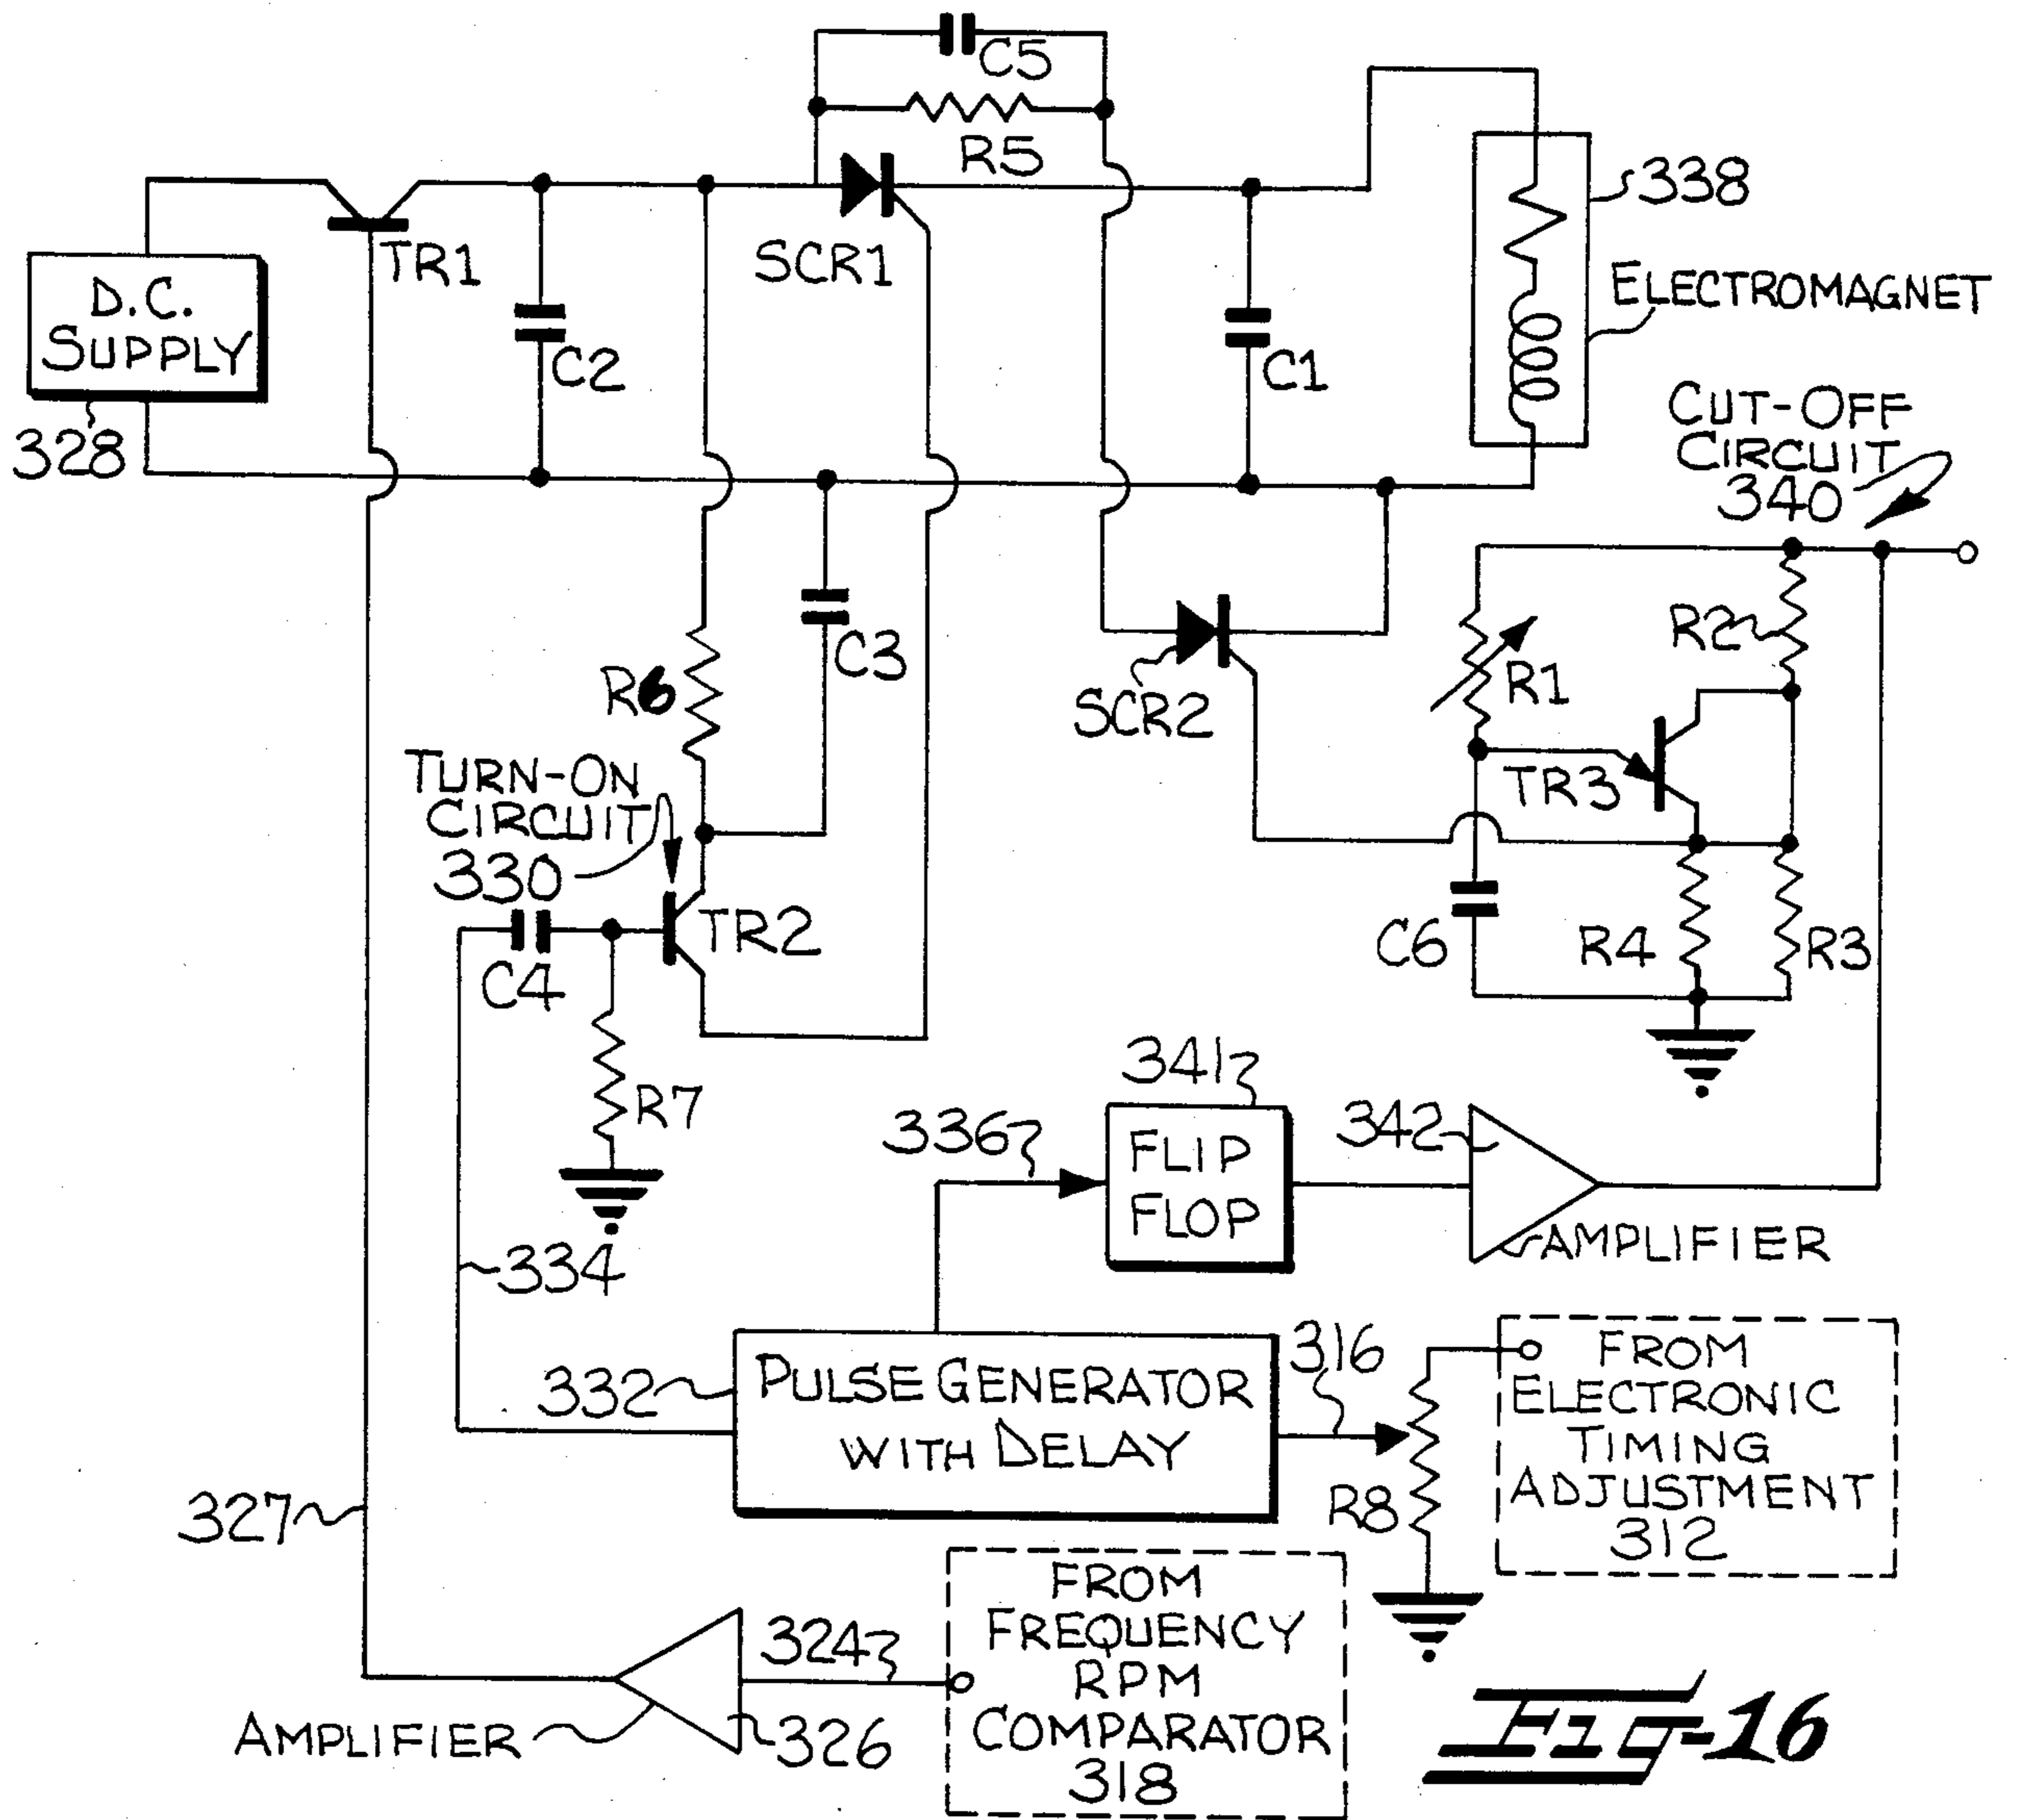 C5
R5
338
SCR1
TR1
D.C.
SUPPLY
ELECTROMAGNET
C2
C1
328
CUT-OFF
CIRCUIT
340
C3
R6
R2
R1
SCR2
TR3
TURN-ON
CIRCUIT
330
TR2
C4
C6
R4
R3
R7
341
336
342
FLIP
FLOP
AMPLIFIER
334
332
PULSE GENERATOR
WITH DELAY
316
R8
FROM
ELECTRONIC
TIMING
ADJUSTMENT
312
327
324
FROM
FREQUENCY
RPM
COMPARATOR
318
AMPLIFIER
326
Fig-16